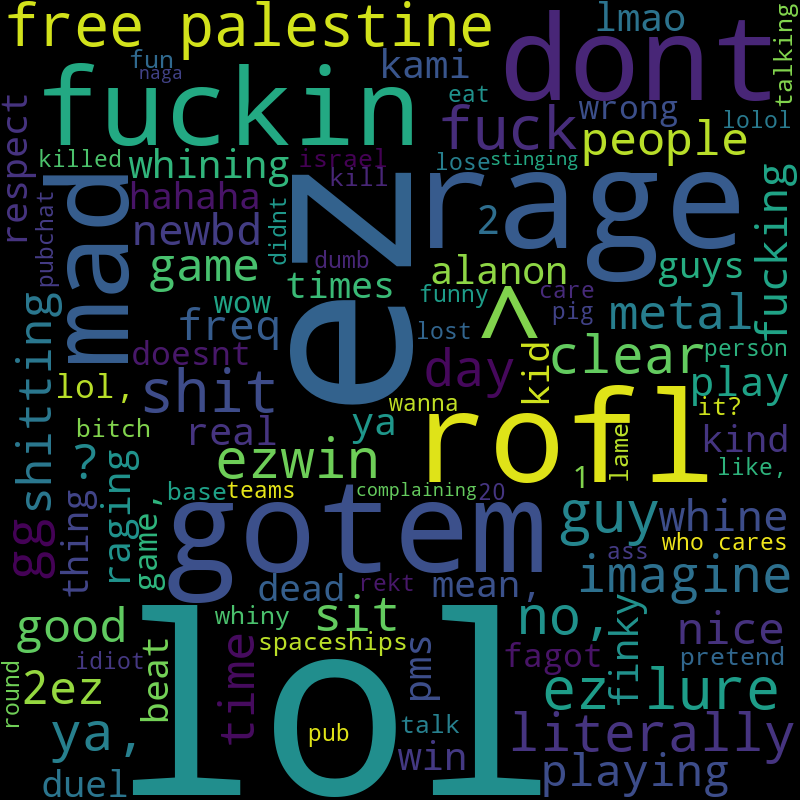 free palestine
lmao
dont
talking
fun
naga
kami
fuckin
eat
wrong
lolol
fuck
people
respect
killed
whining
israel
lose
stinging
kill
rage
mad
ez
hahaha
2
fucking
pubchat
newbd
didnt
dumb
game
times
alanon
guys
^
care
funny
pig
wow
freq
lost
metal
shitting
doesnt
day
kid
clear
person
lol,
shit
wanna
play
it?
bitch
real
ya
rofl
lame
kind
?
ezwin
like,
raging
game,
thing
base
teams
complaining
20
1
gg
gotem
guy
whine
who cares
ass
imagine
dead
rekt
mean,
good
whiny
sit
no,
finky
nice
beat
time
spaceships
pms
fagot
pretend
idiot
round
2ez
ez
lure
lol
ya,
pub
talk
literally
win
duel
playing